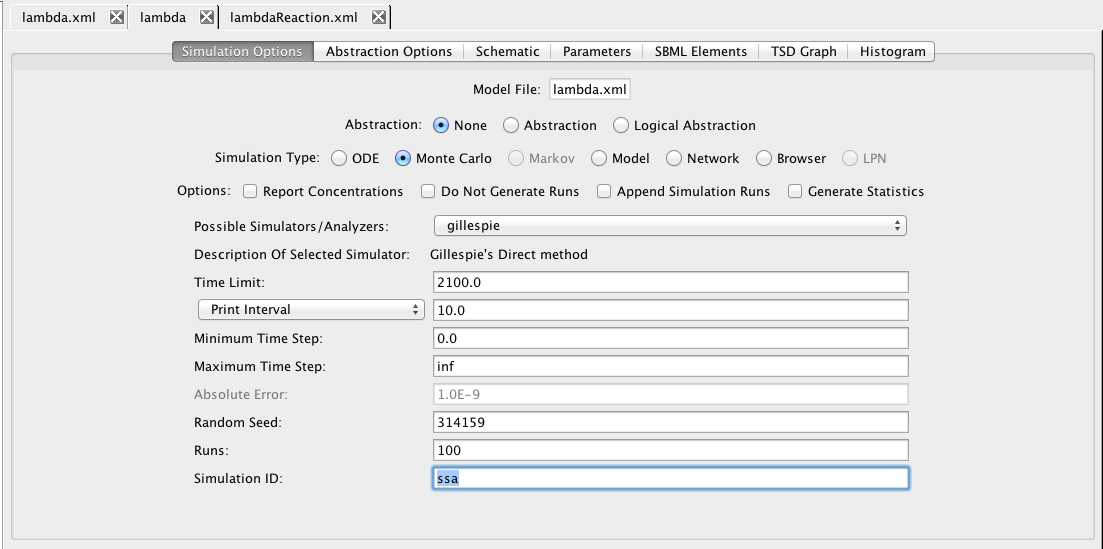 lambda.xml lambda lambdaReaction.xml
Simulation Options Abstraction Options Schematic Parameters SBML Elements TSD Graph Histogram
Model File: lambda.xml
Abstraction: None Abstraction Logical Abstraction
Simulation Type: ODE Monte Carlo Markov Model Network Browser LPN
Options: Report Concentrations Do Not Generate Runs Append Simulation Runs Generate Statistics
Possible Simulators/Analyzers: gillespie
Description Of Selected Simulator: Gillespie's Direct method
Time Limit: 2100.0
Print Interval 10.0
Minimum Time Step: 0.0
Maximum Time Step: inf
Absolute Error: 1.0E-9
Random Seed: 314159
Runs: 100
Simulation ID: ssa